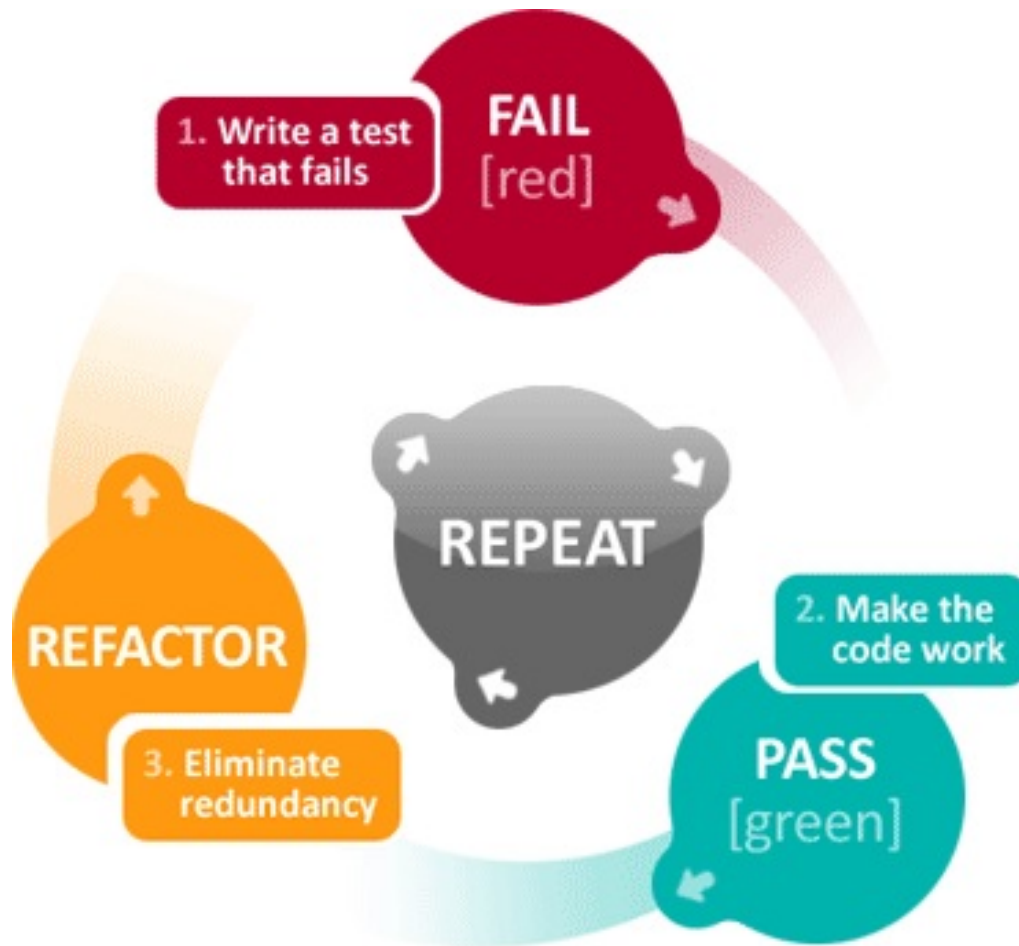 FAIL
[red]
1. Write a test
that fails
REPEAT
2. Make the
code work
PASS
[green]
REFACTOR
3. Eliminate
redundancy